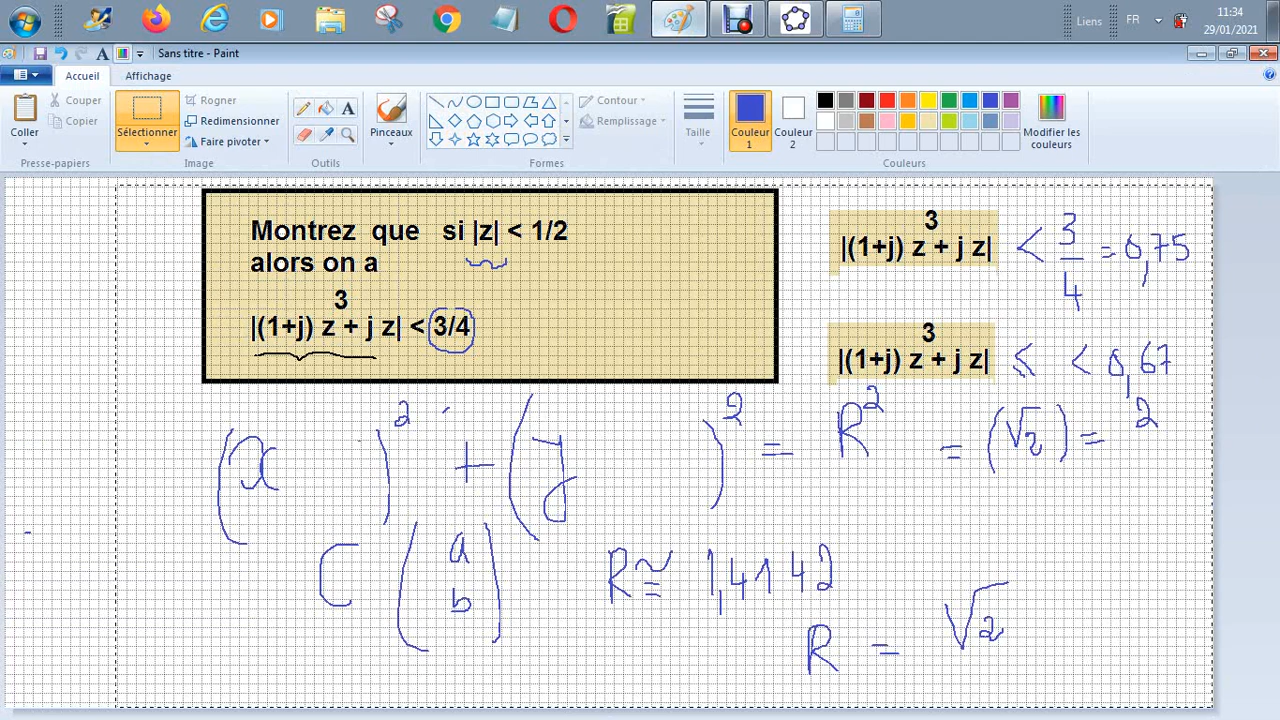 Liens FR 11:34
29/01/2021
Sans titre - Paint
Accueil Affichage
Coller
Couper
Copier
Presse-papiers
Sélectionner
Rogner
Redimensionner
Faire pivoter
Image
A
Outils
Pinceaux
Contour
Remplissage
Formes
Taille
Couleur
1
Couleur
2
Couleurs
Modifier les
couleurs
Montrez que si |z| < 1/2
alors on a
3
|(1+j) z + j z| < 3/4
3
|(1+j) z + j z| < 3/4 = 0,75
3
|(1+j) z + j z| ≤ < 0,67
(x )² + (y )² = R² = (√2) = 2
C (a
b)
R ≅ 1,4142
R = √2